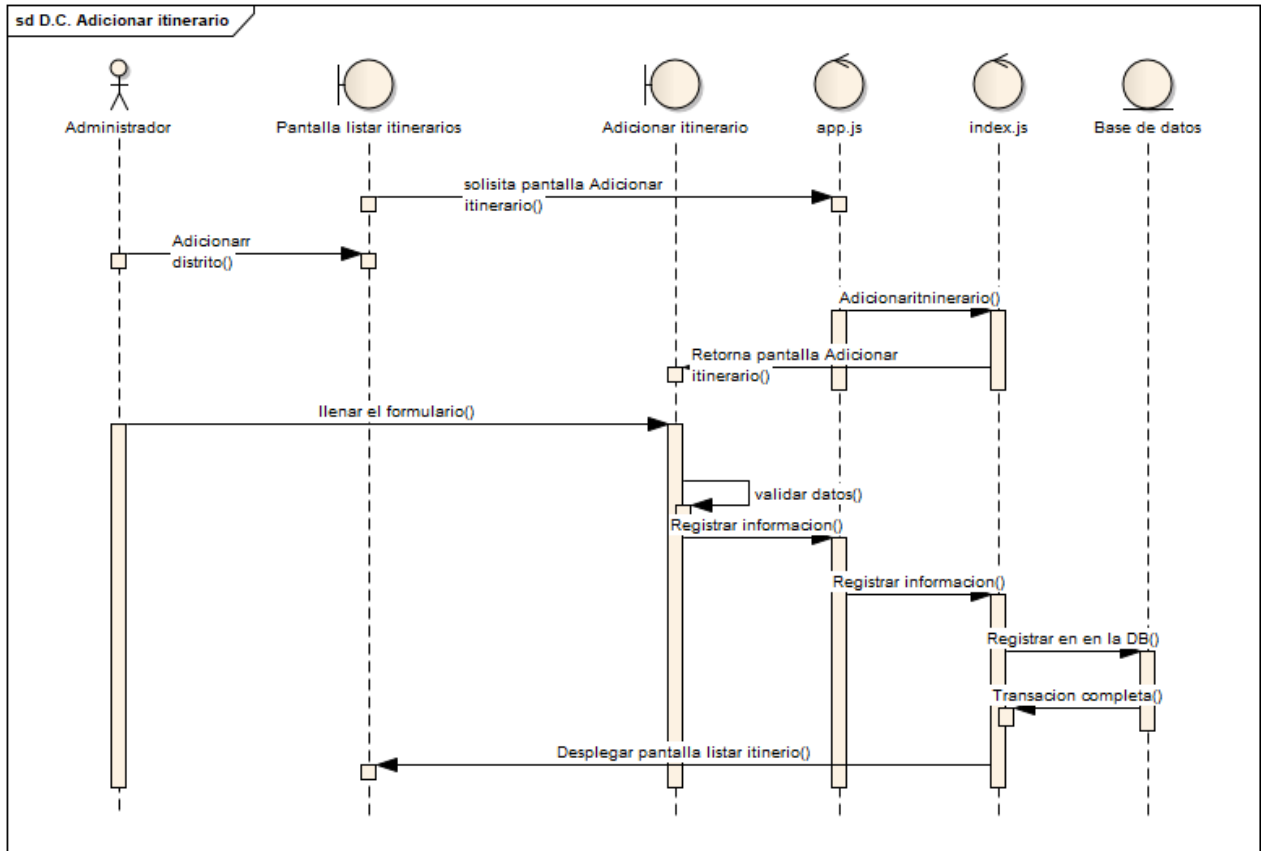 sd D.C. Adicionar itinerario
Administrador
Pantalla listar itinerarios
Adicionar itinerario
app.js
index.js
Base de datos
solisita pantalla Adicionar
itinerario()
Adicionarr
distrito()
Adicionaritninerario()
Retorna pantalla Adicionar
itinerario()
llenar el formulario()
validar datos()
Registrar informacion()
Registrar informacion()
Registrar en en la DB()
Transacion completa()
Desplegar pantalla listar itinerio()